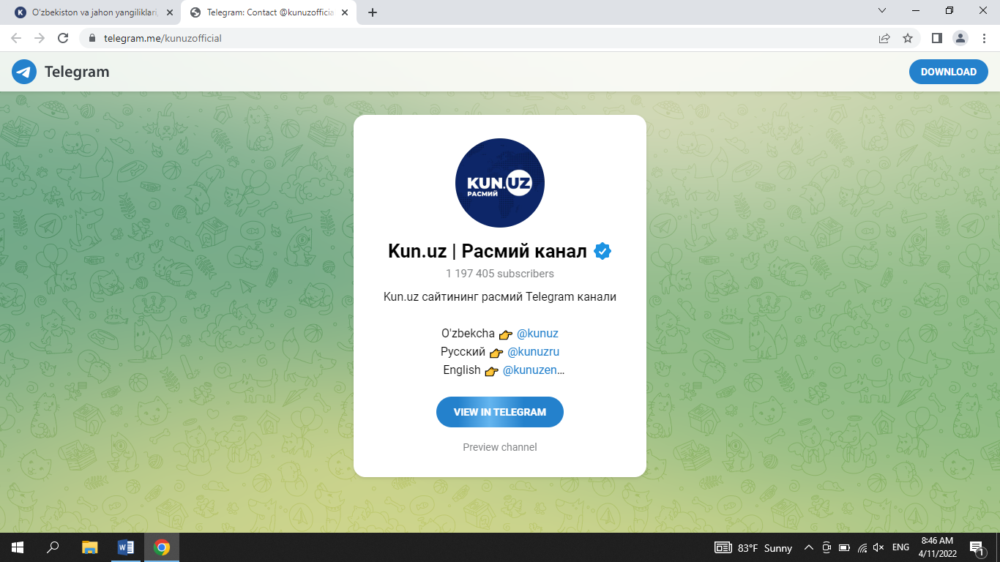 O'zbekiston va jahon yangiliklari,
Telegram: Contact @kunuzofficia
telegram.me/kunuzofficial
Telegram
DOWNLOAD
KUN.UZ
РАСМИЙ
Kun.uz | Расмий канал
1 197 405 subscribers
Kun.uz сайтининг расмий Telegram канали
O'zbekcha 👉 @kunuz
Русский 👉 @kunuzru
English 👉 @kunuzen...
VIEW IN TELEGRAM
Preview channel
83°F Sunny
ENG
8:46 AM
4/11/2022
1